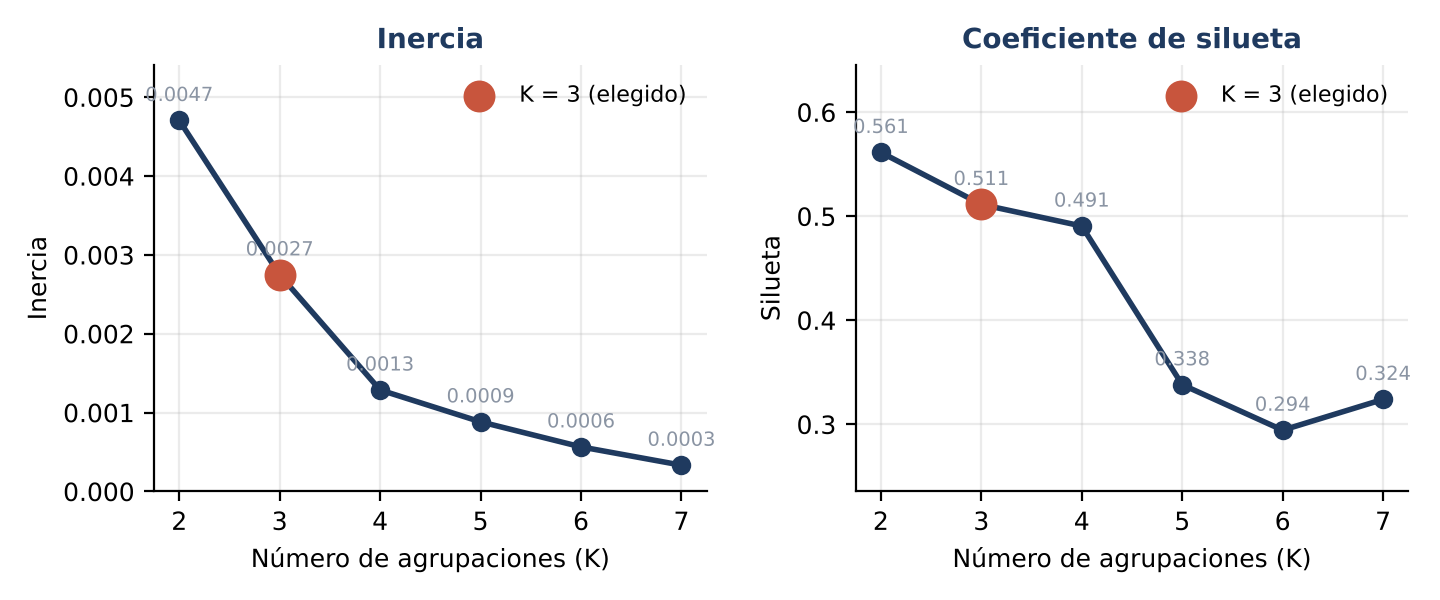 Inercia
K = 3 (elegido)
0.0047
0.0027
0.0013
0.0009
0.0006
0.0003
0.005
0.004
0.003
0.002
0.001
0.000
Inercia
2 3 4 5 6 7
Número de agrupaciones (K)
Coeficiente de silueta
K = 3 (elegido)
0.561
0.511
0.491
0.338
0.294
0.324
0.6
0.5
0.4
0.3
Silueta
2 3 4 5 6 7
Número de agrupaciones (K)